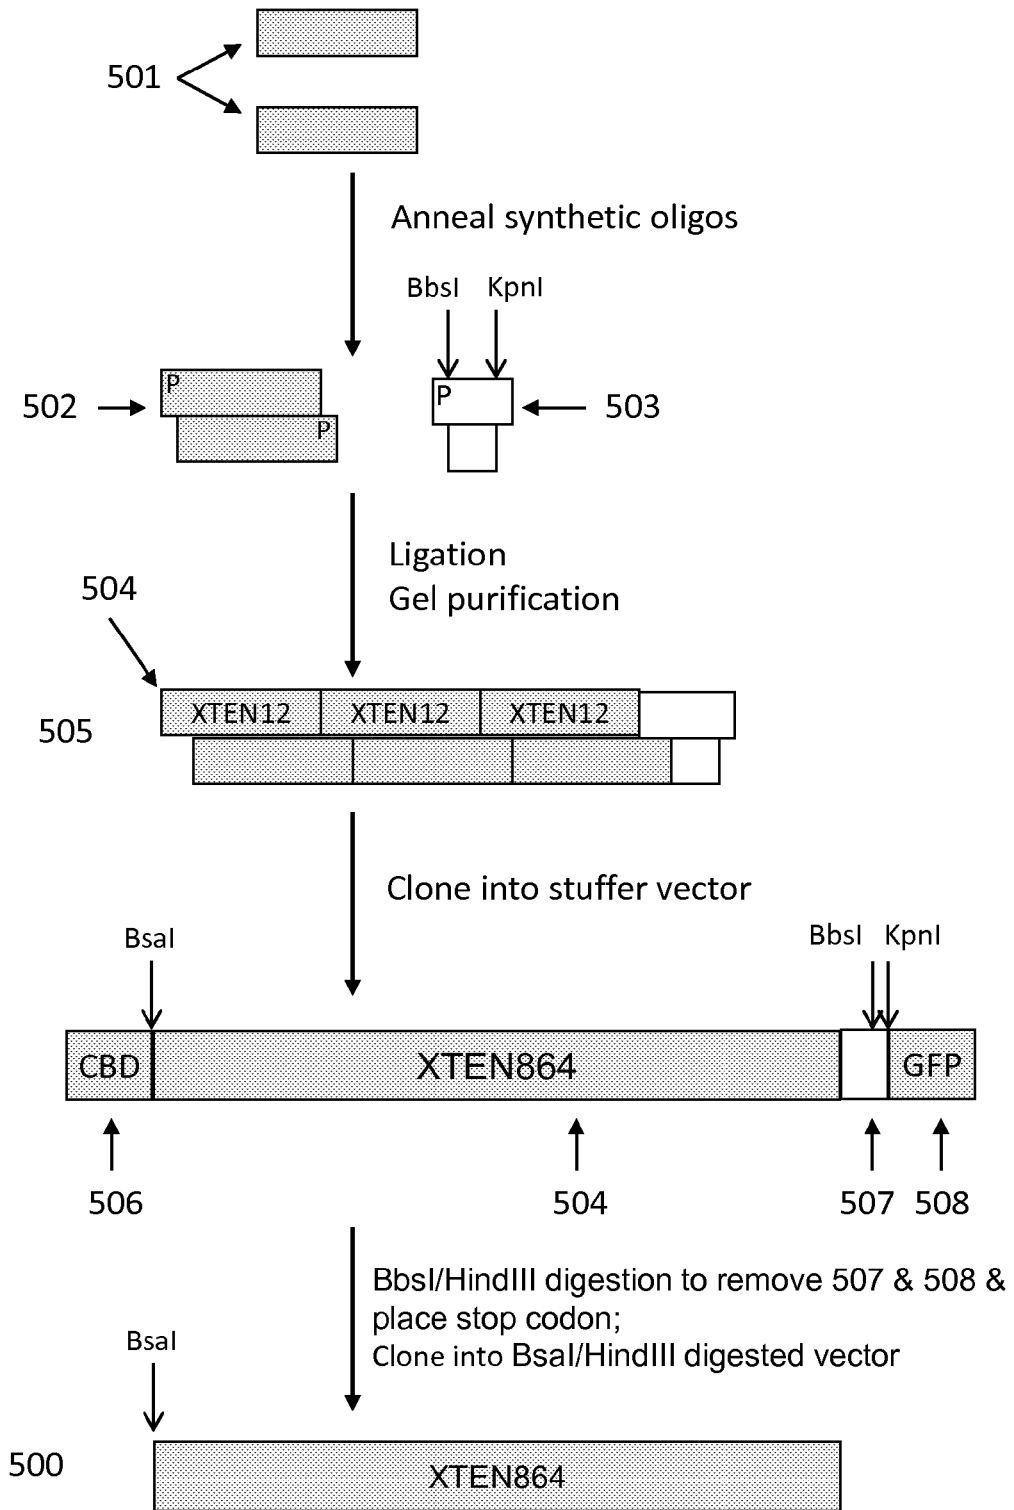 501
Anneal synthetic oligos
BbsI KpnI
502
P
P
P
503
Ligation
Gel purification
504
505
XTEN12 XTEN12 XTEN12
Clone into stuffer vector
BsaI
BbsI KpnI
CBD XTEN864 GFP
506 504 507 508
BbsI/HindIII digestion to remove 507 & 508 &
place stop codon;
Clone into BsaI/HindIII digested vector
BsaI
500
XTEN864